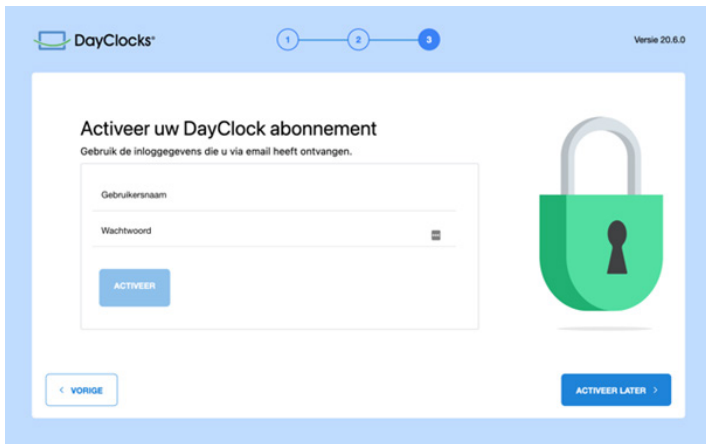 DayClocks®
1
2
3
Versie 20.6.0
Activeer uw DayClock abonnement
Gebruik de inloggegevens die u via email heeft ontvangen.
Gebruikersnaam
Wachtwoord
ACTIVEER
< VORIGE
ACTIVEER LATER >